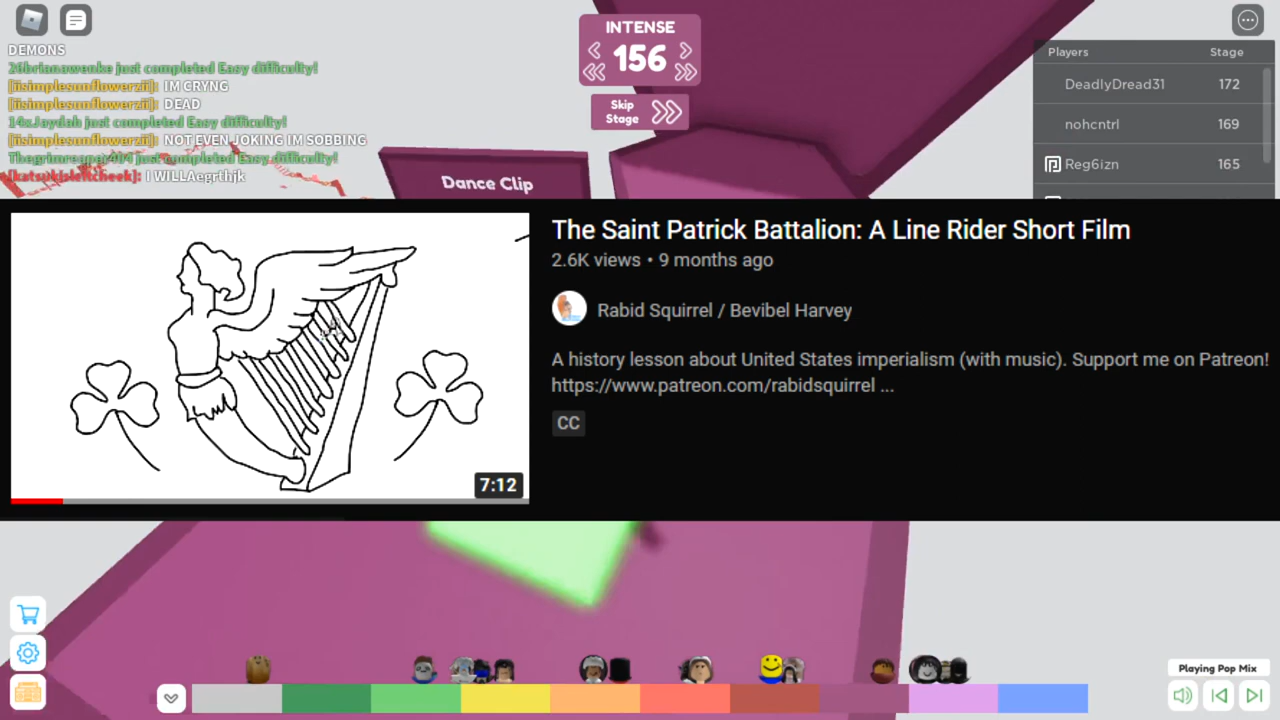 INTENSE
156
Skip
Stage
DEMONS
26brianowenke just completed Easy difficulty!
[iisimplesunflowerzii]: IM CRYNG
[iisimplesunflowerzii]: DEAD
14xJaydah just completed Easy difficulty!
[iisimplesunflowerzii]: NOT EVEN JOKING IM SOBBING
Thegrimreaper404 just completed Easy difficulty!
I WILLAegrthjk
Players Stage
DeadlyDread31 172
nohcntrl 169
Reg6izn 165
Dance Clip
The Saint Patrick Battalion: A Line Rider Short Film
2.6K views • 9 months ago
Rabid Squirrel / Bevibel Harvey
A history lesson about United States imperialism (with music). Support me on Patreon!
https://www.patreon.com/rabidsquirrel ...
CC
7:12
Playing Pop Mix